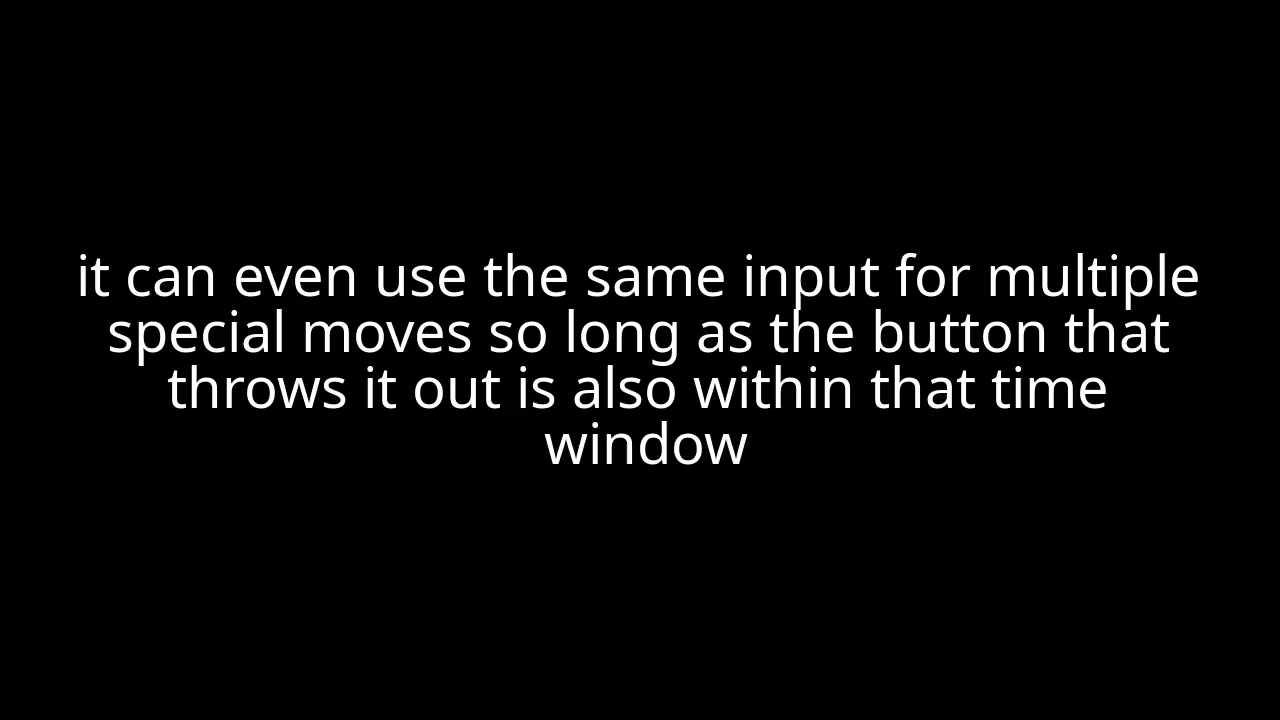 it can even use the same input for multiple
special moves so long as the button that
throws it out is also within that time
window